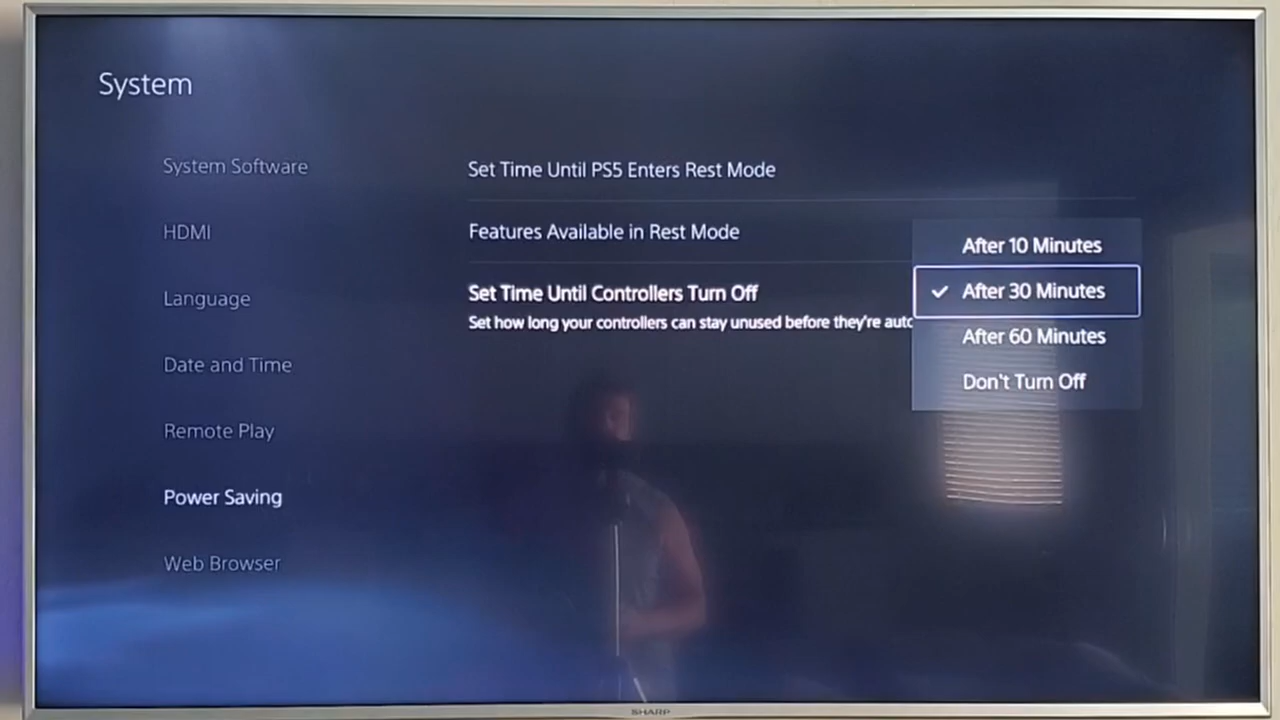 System
System Software
HDMI
Language
Date and Time
Remote Play
Power Saving
Web Browser
Set Time Until PS5 Enters Rest Mode
Features Available in Rest Mode
Set Time Until Controllers Turn Off
Set how long your controllers can stay unused before they're auto
After 10 Minutes
After 30 Minutes
After 60 Minutes
Don't Turn Off
SHARP